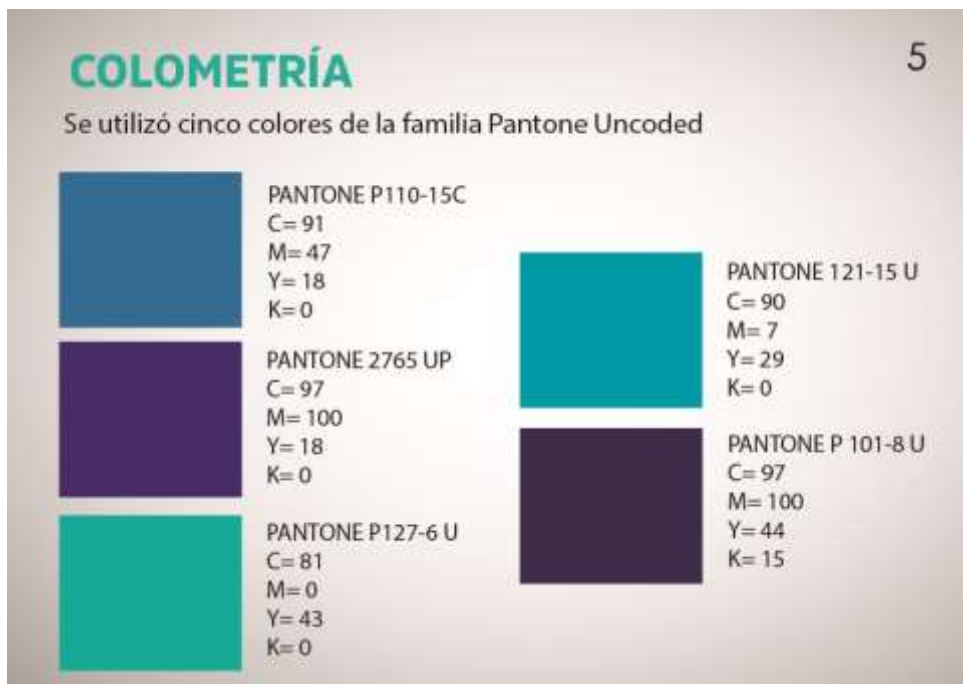 COLOMETRÍA
5
Se utilizó cinco colores de la familia Pantone Uncoded
PANTONE P110-15C
C= 91
M= 47
Y= 18
K= 0
PANTONE 2765 UP
C= 97
M= 100
Y= 18
K= 0
PANTONE P127-6 U
C= 81
M= 0
Y= 43
K= 0
PANTONE 121-15 U
C= 90
M= 7
Y= 29
K= 0
PANTONE P 101-8 U
C= 97
M= 100
Y= 44
K= 15